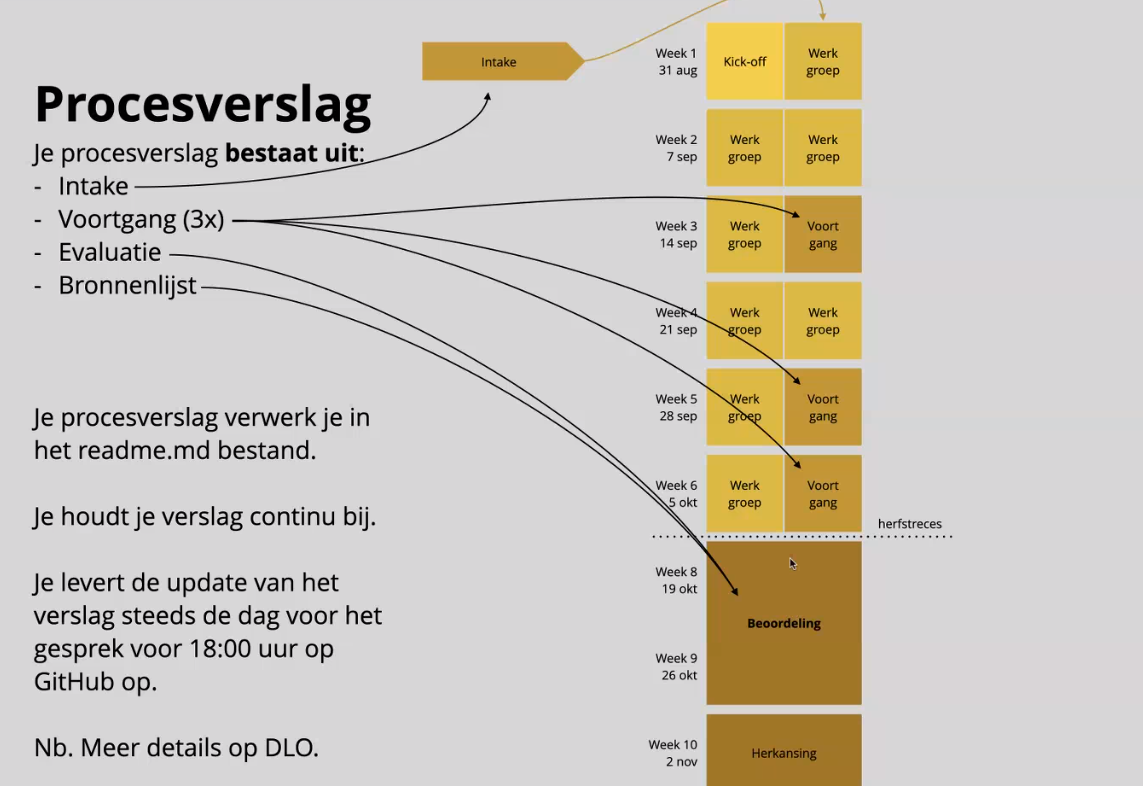 Procesverslag
Je procesverslag bestaat uit:
- Intake
- Voortgang (3x)
- Evaluatie
- Bronnenlijst
Je procesverslag verwerk je in
het readme.md bestand.
Je houdt je verslag continu bij.
Je levert de update van het
verslag steeds de dag voor het
gesprek voor 18:00 uur op
GitHub op.
Nb. Meer details op DLO.
Intake
Week 1
31 aug
Kick-off
Werk
groep
Week 2
7 sep
Werk
groep
Werk
groep
Week 3
14 sep
Werk
groep
Voort
gang
Week 4
21 sep
Werk
groep
Werk
groep
Week 5
28 sep
Werk
groep
Voort
gang
Week 6
5 okt
Werk
groep
Voort
gang
herfstreces
Week 8
19 okt
Beoordeling
Week 9
26 okt
Week 10
2 nov
Herkansing